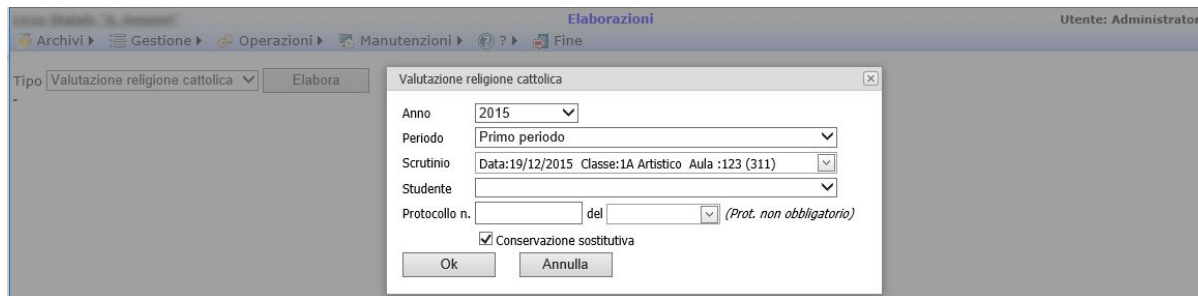 Elaborazioni
Utente: Administrator
Archivi Gestione Operazioni Manutenzioni ? Fine
Tipo Valutazione religione cattolica Elabora
-
Valutazione religione cattolica
Anno 2015
Periodo Primo periodo
Scrutinio Data:19/12/2015 Classe:1A Artistico Aula :123 (311)
Studente
Protocollo n. del (Prot. non obbligatorio)
Conservazione sostitutiva
Ok Annulla